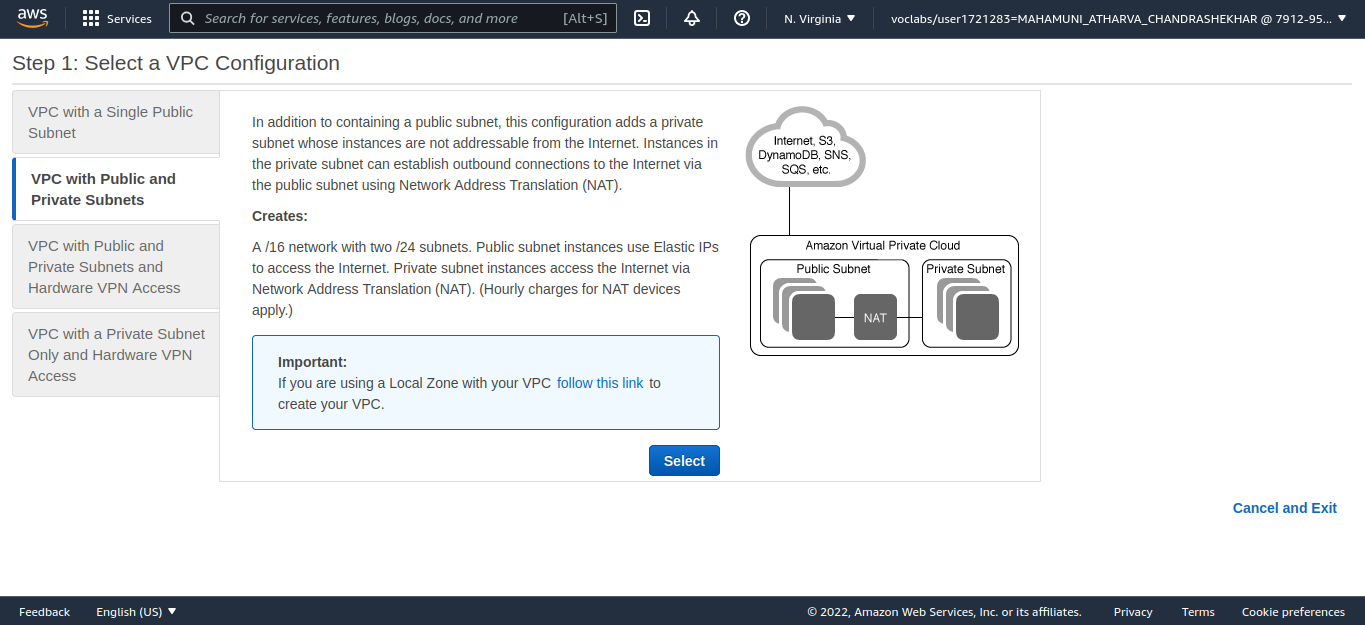 aws
Services
Search for services, features, blogs, docs, and more
[Alt+S]
N. Virginia
voclabs/user1721283=MAHAMUNI_ATHARVA_CHANDRASHEKHAR @ 7912-95...
Step 1: Select a VPC Configuration
VPC with a Single Public
Subnet
VPC with Public and
Private Subnets
VPC with Public and
Private Subnets and
Hardware VPN Access
VPC with a Private Subnet
Only and Hardware VPN
Access
In addition to containing a public subnet, this configuration adds a private
subnet whose instances are not addressable from the Internet. Instances in
the private subnet can establish outbound connections to the Internet via
the public subnet using Network Address Translation (NAT).
Creates:
A /16 network with two /24 subnets. Public subnet instances use Elastic IPs
to access the Internet. Private subnet instances access the Internet via
Network Address Translation (NAT). (Hourly charges for NAT devices
apply.)
Important:
If you are using a Local Zone with your VPC follow this link to
create your VPC.
Select
Internet, S3,
DynamoDB, SNS,
SQS, etc.
Amazon Virtual Private Cloud
Public Subnet
Private Subnet
NAT
Cancel and Exit
Feedback
English (US)
© 2022, Amazon Web Services, Inc. or its affiliates.
Privacy
Terms
Cookie preferences